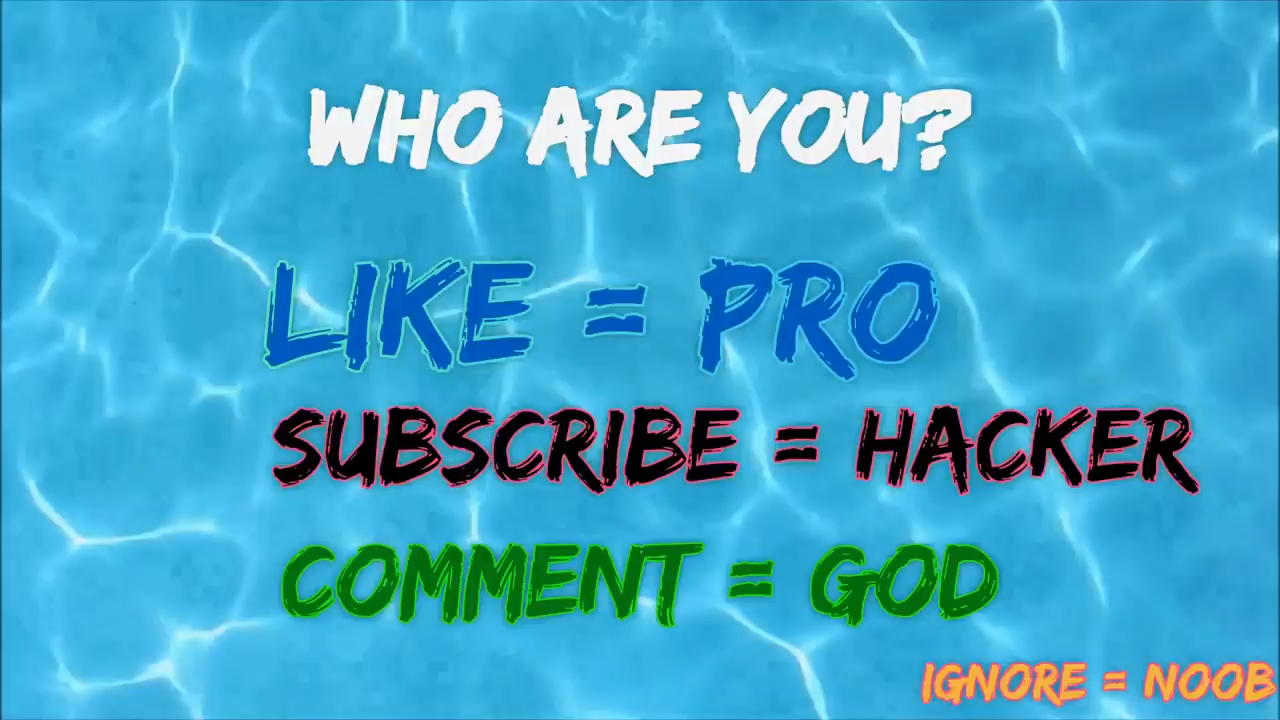 WHO ARE YOU?
LIKE = PRO
SUBSCRIBE = HACKER
COMMENT = GOD
IGNORE = NOOB